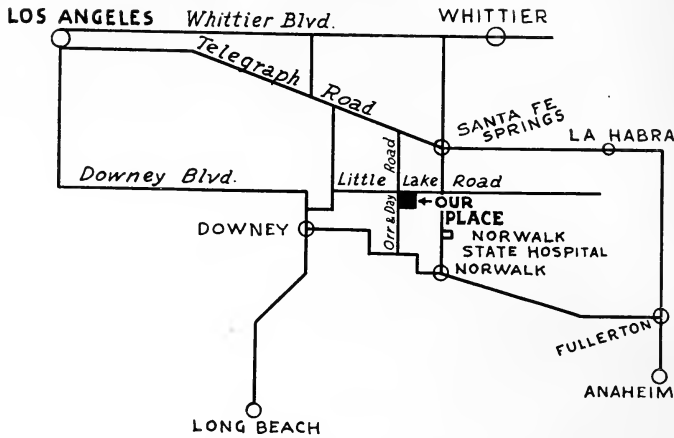 LOS ANGELES
Whittier Blvd.
WHITTIER
Telegraph Road
SANTA FE
SPRINGS
LA HABRA
Downey Blvd.
Little Lake Road
Orr & Day Road
OUR
PLACE
DOWNEY
NORWALK
STATE HOSPITAL
NORWALK
FULLERTON
ANAHEIM
LONG BEACH